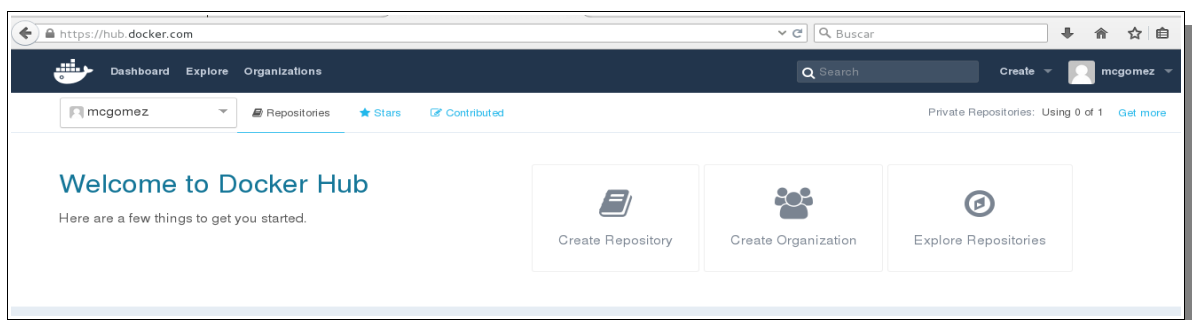 https://hub.docker.com Buscar
Dashboard Explore Organizations Search Create mcgomez
mcgomez Repositories Stars Contributed Private Repositories: Using 0 of 1 Get more
Welcome to Docker Hub
Here are a few things to get you started.
Create Repository Create Organization Explore Repositories